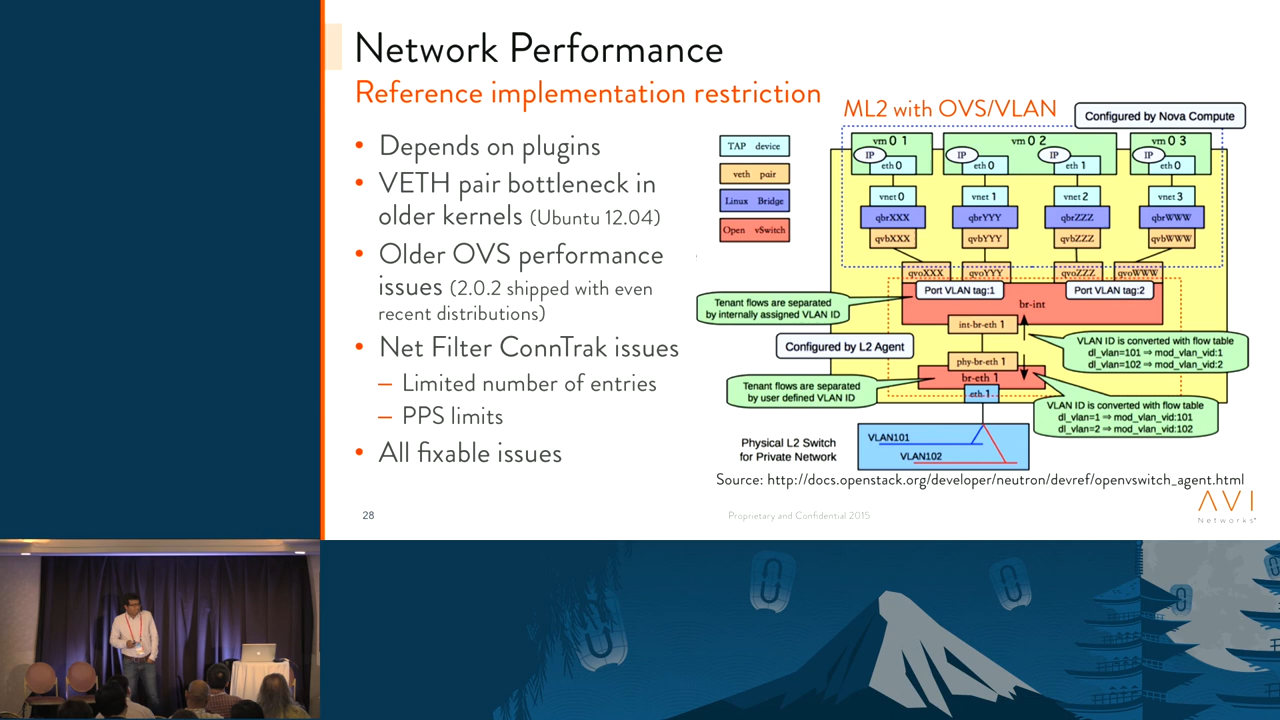 Network Performance
Reference implementation restriction
• Depends on plugins
• VETH pair bottleneck in
older kernels (Ubuntu 12.04)
• Older OVS performance
issues (2.0.2 shipped with even
recent distributions)
• Net Filter ConnTrak issues
– Limited number of entries
– PPS limits
• All fixable issues
ML2 with OVS/VLAN
Configured by Nova Compute
TAP device
veth pair
Linux Bridge
Open vSwitch
vm 0 1
vm 0 2
vm 0 3
IP
IP
IP
eth 0
eth 0
eth 1
eth 0
vnet 0
vnet 1
vnet 2
vnet 3
qbrXXX
qbrYYY
qbrZZZ
qbrWWW
qvbXXX
qvbYYY
qvbZZZ
qvbWWW
qvoXXX
qvoYYY
qvoZZZ
qvoWWW
Port VLAN tag:1
Port VLAN tag:2
br-int
Tenant flows are separated
by internally assigned VLAN ID
int-br-eth 1
Configured by L2 Agent
VLAN ID is converted with flow table
dl_vlan=101 ⇒ mod_vlan_vid:1
dl_vlan=102 ⇒ mod_vlan_vid:2
phy-br-eth 1
br-eth 1
eth 1
Tenant flows are separated
by user defined VLAN ID
VLAN ID is converted with flow table
dl_vlan=1 ⇒ mod_vlan_vid:101
dl_vlan=2 ⇒ mod_vlan_vid:102
Physical L2 Switch
for Private Network
VLAN101
VLAN102
Source: http://docs.openstack.org/developer/neutron/devref/openvswitch_agent.html
28
Proprietary and Confidential 2015
AVI
Networks